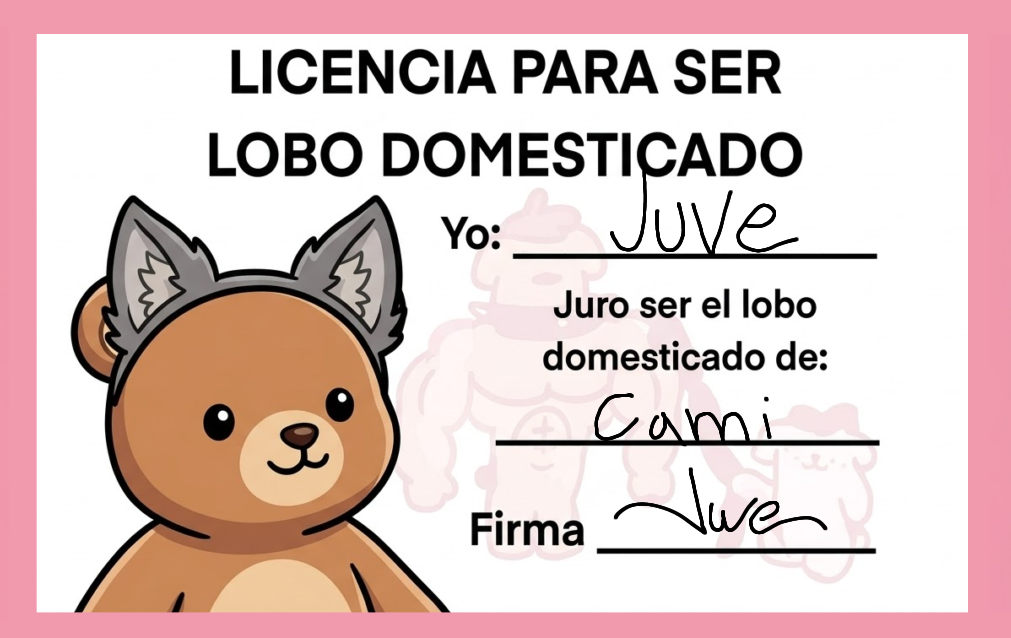 LICENCIA PARA SER
LOBO DOMESTICADO
Yo: Juve
Juro ser el lobo
domesticado de:
Cami
Firma Juve